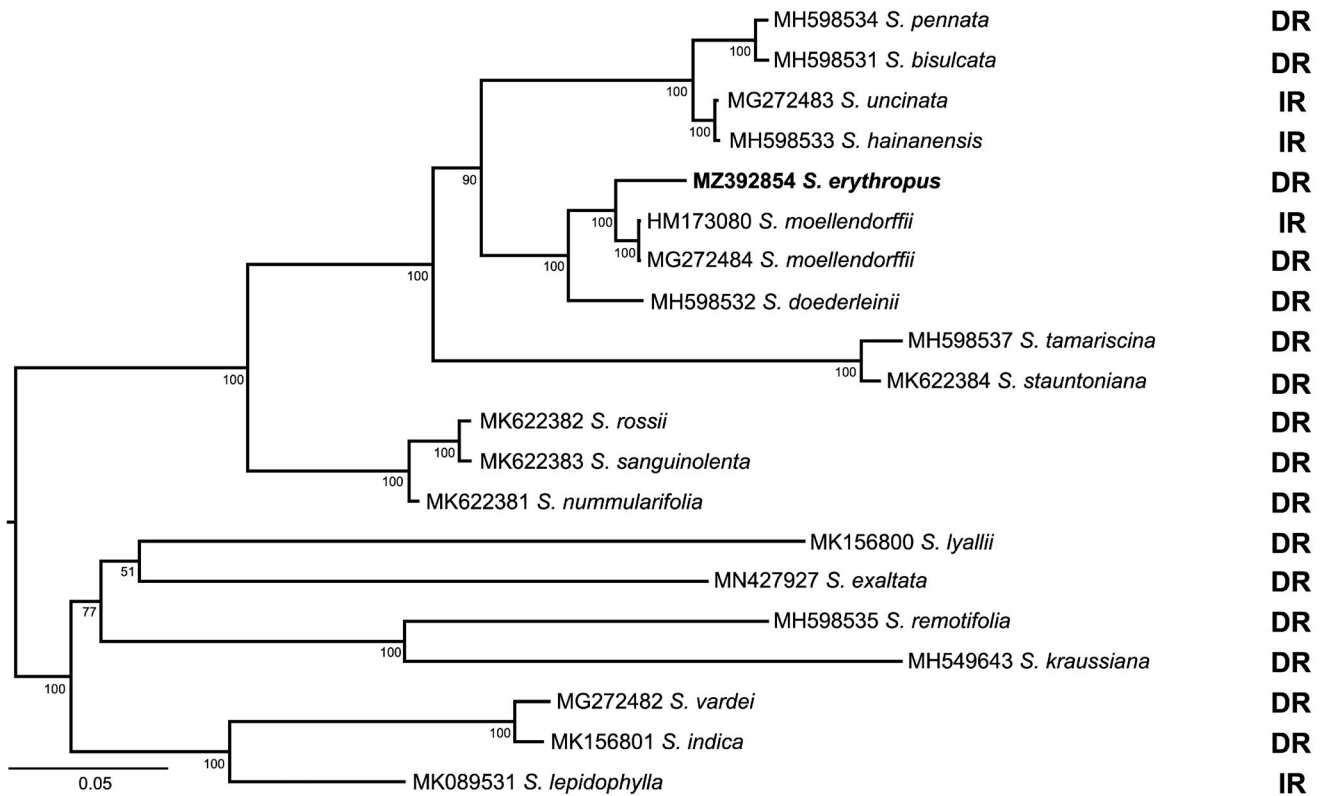 MH598534 S. pennata DR
100
MH598531 S. bisulcata DR
100
MG272483 S. uncinata IR
100
MH598533 S. hainanensis IR
90
MZ392854 S. erythropus DR
100
HM173080 S. moellendorffii IR
100
MG272484 S. moellendorffii DR
100
100
MH598532 S. doederleinii DR
MH598537 S. tamariscina DR
100
100
MK622384 S. stauntoniana DR
MK622382 S. rossii DR
100
MK622383 S. sanguinolenta DR
100
MK622381 S. nummularifolia DR
MK156800 S. lyallii DR
51
MN427927 S. exaltata DR
77
MH598535 S. remotifolia DR
100
MH549643 S. kraussiana DR
100
MG272482 S. vardei DR
100
MK156801 S. indica DR
100
MK089531 S. lepidophylla IR
0.05